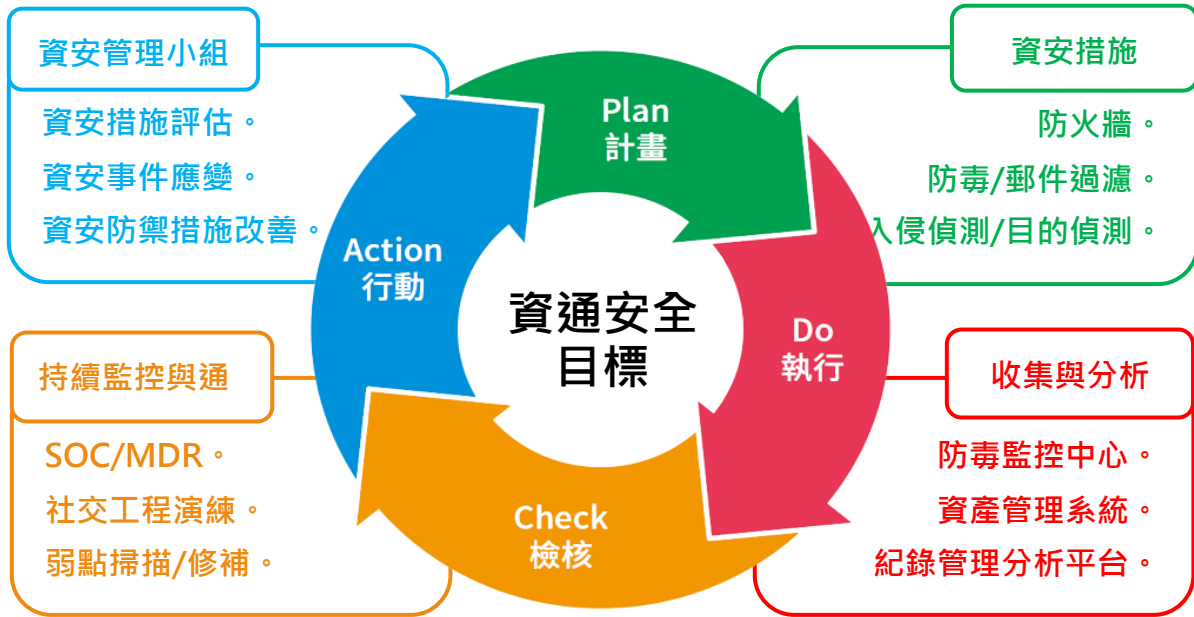 資安管理小組
資安措施評估。
資安事件應變。
資安防禦措施改善。
Plan
計畫
資安措施
防火牆。
防毒/郵件過濾。
入侵偵測/目的偵測。
Action
行動
資通安全
目標
Do
執行
持續監控與通
SOC/MDR。
社交工程演練。
弱點掃描/修補。
Check
檢核
收集與分析
防毒監控中心。
資產管理系統。
紀錄管理分析平台。